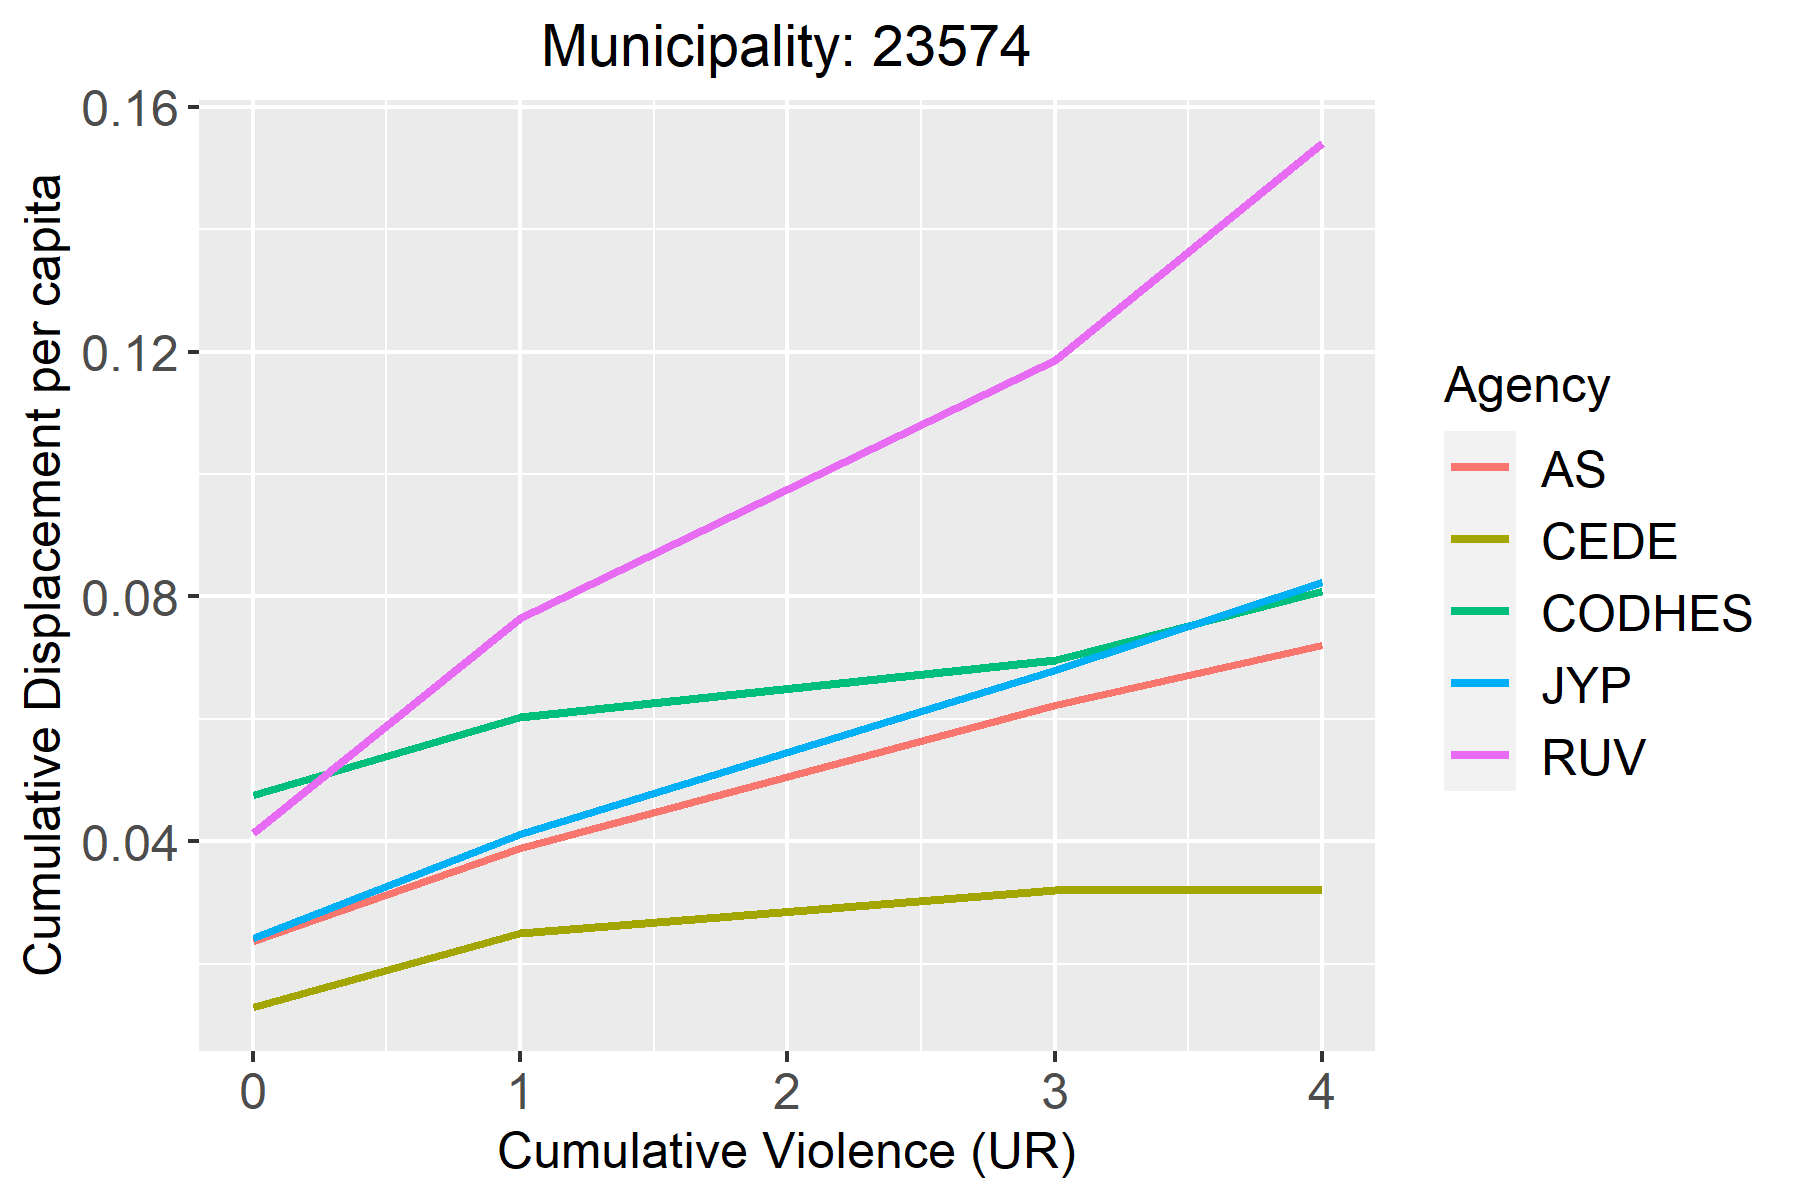 Municipality: 23574
Cumulative Displacement per capita
0.16
0.12
0.08
0.04
0 1 2 3 4
Cumulative Violence (UR)
Agency
AS
CEDE
CODHES
JYP
RUV